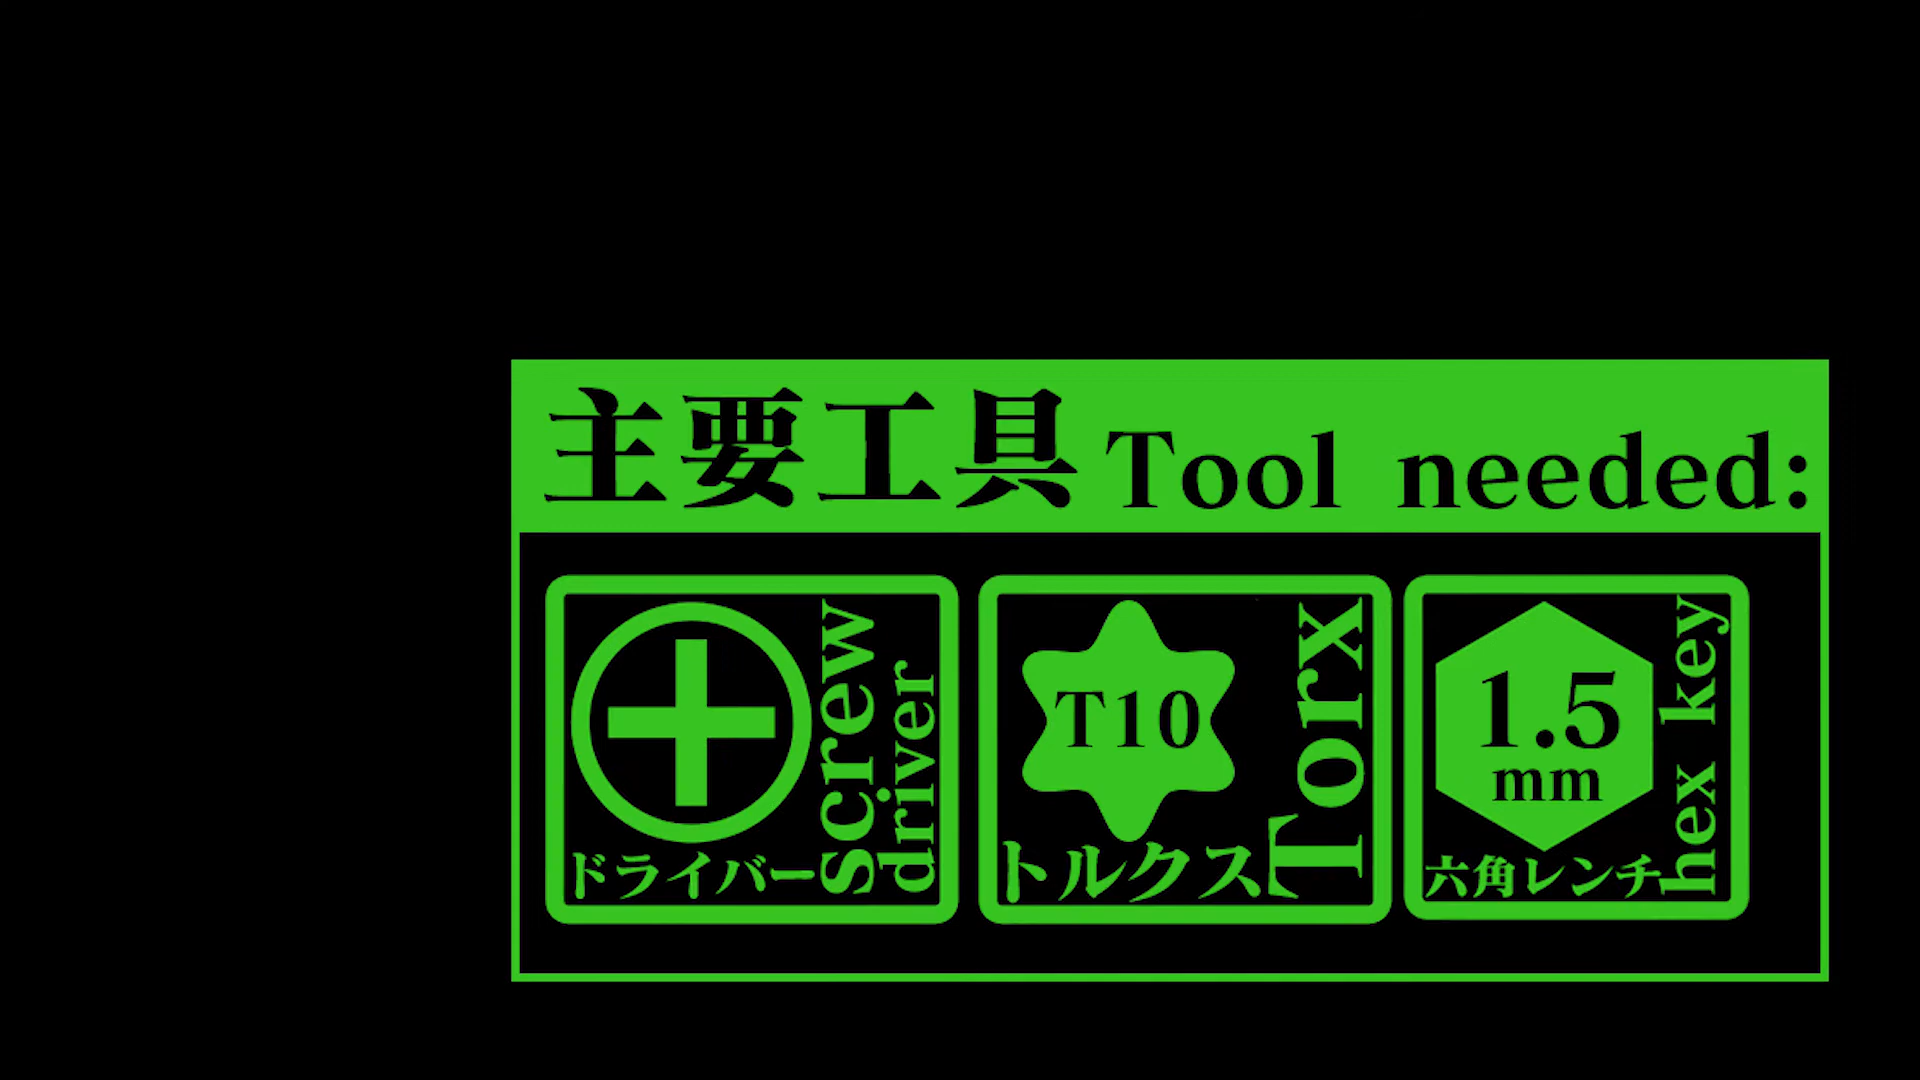 主要工具 Tool needed:
screw
driver
ドライバー
T10
Torx
トルクス
1.5
mm
hex key
六角レンチ